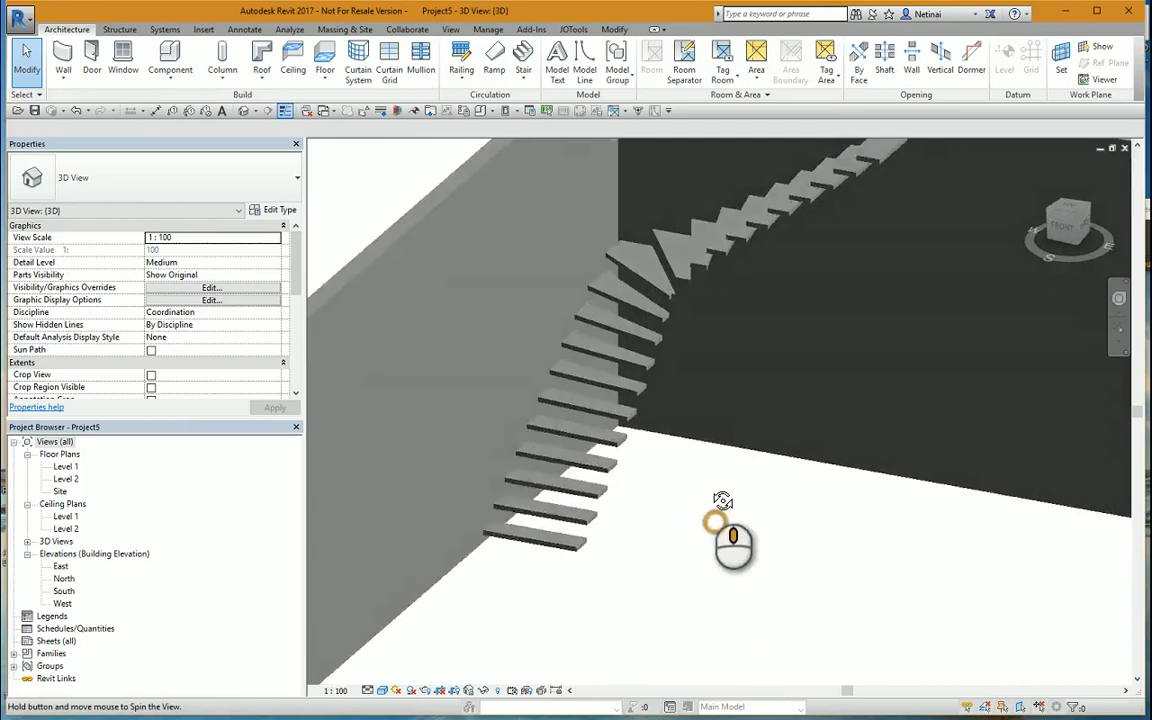 Autodesk Revit 2017 - Not For Resale Version -     Project5 - 3D View: {3D}
Type a keyword or phrase
Netinai
Architecture Structure Systems Insert Annotate Analyze Massing & Site Collaborate View Manage Add-Ins JOTools Modify
Modify Wall Door Window Component Column Roof Ceiling Floor Curtain System Curtain Grid Mullion Railing Ramp Stair Model Text Model Line Model Group Room Room Separator Tag Room Area Area Boundary Tag Area By Face Shaft Wall Vertical Dormer Level Grid Set Show Ref Plane Viewer
Select Build Circulation Model Room & Area Opening Datum Work Plane
Properties
3D View
3D View: {3D} Edit Type
Graphics
View Scale 1 : 100
Scale Value 1: 100
Detail Level Medium
Parts Visibility Show Original
Visibility/Graphics Overrides Edit...
Graphic Display Options Edit...
Discipline Coordination
Show Hidden Lines By Discipline
Default Analysis Display Style None
Sun Path
Extents
Crop View
Crop Region Visible
Properties help Apply
Project Browser - Project5
Views (all)
Floor Plans
Level 1
Level 2
Site
Ceiling Plans
Level 1
Level 2
3D Views
Elevations (Building Elevation)
East
North
South
West
Legends
Schedules/Quantities
Sheets (all)
Families
Groups
Revit Links
FRONT
S
1 : 100
Hold button and move mouse to Spin the View.
:0
Main Model
:0